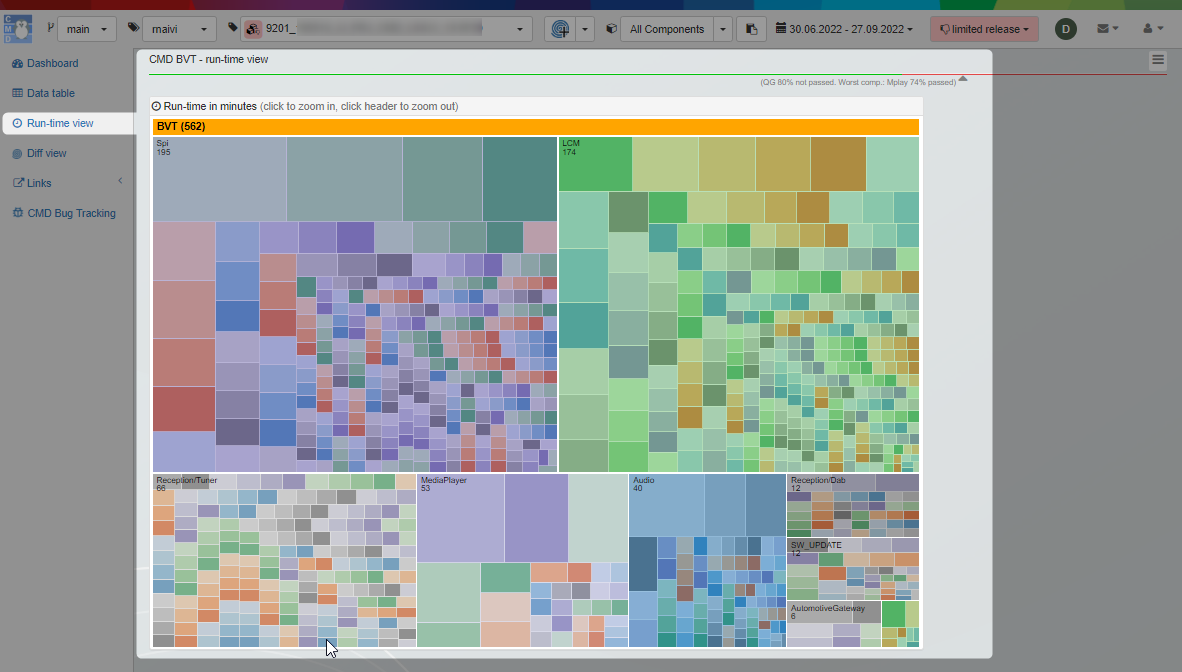 CMD
main
maivi
9201_
All Components
30.06.2022 - 27.09.2022
limited release
D
Dashboard
Data table
Run-time view
Diff view
Links
CMD Bug Tracking
CMD BVT - run-time view
(QG 80% not passed. Worst comp.: Mplay 74% passed)
Run-time in minutes (click to zoom in, click header to zoom out)
BVT (562)
Spi
195
LCM
174
Reception/Tuner
66
MediaPlayer
53
Audio
40
Reception/Dab
12
SW_UPDATE
12
AutomotiveGateway
6